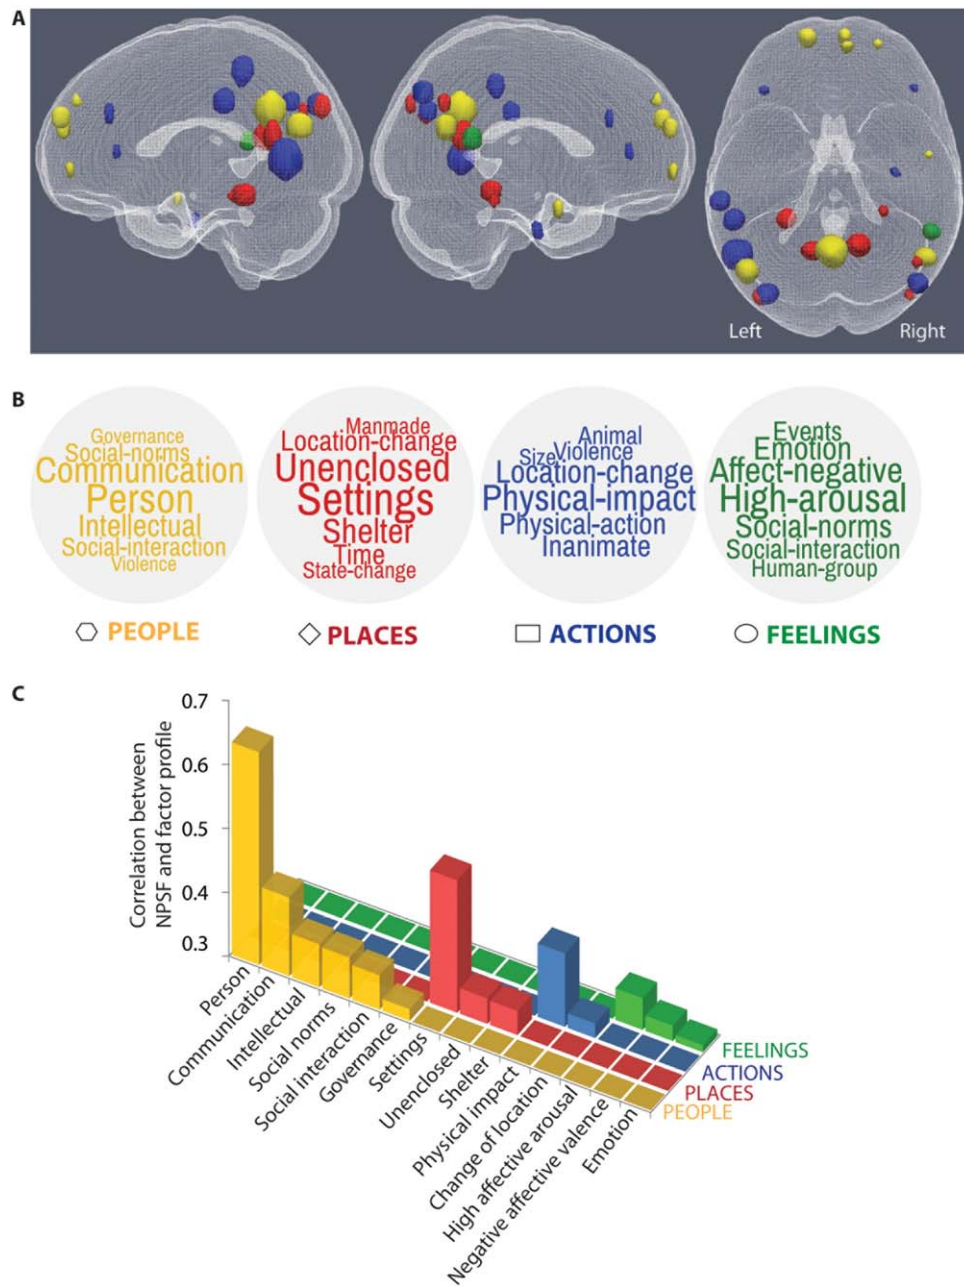 A
Left
Right
B
Governance
Social-norms
Communication
Person
Intellectual
Social-interaction
Violence
PEOPLE
Manmade
Location-change
Unenclosed
Settings
Shelter
Time
State-change
PLACES
Animal
Size Violence
Location-change
Physical-impact
Physical-action
Inanimate
ACTIONS
Events
Emotion
Affect-negative
High-arousal
Social-norms
Social-interaction
Human-group
FEELINGS
C
Correlation between
NPSF and factor profile
0.7
0.6
0.5
0.4
0.3
Person
Communication
Intellectual
Social norms
Social interaction
Governance
Settings
Unenclosed
Shelter
Physical impact
Change of location
High affective arousal
Negative affective valence
Emotion
FEELINGS
ACTIONS
PLACES
PEOPLE